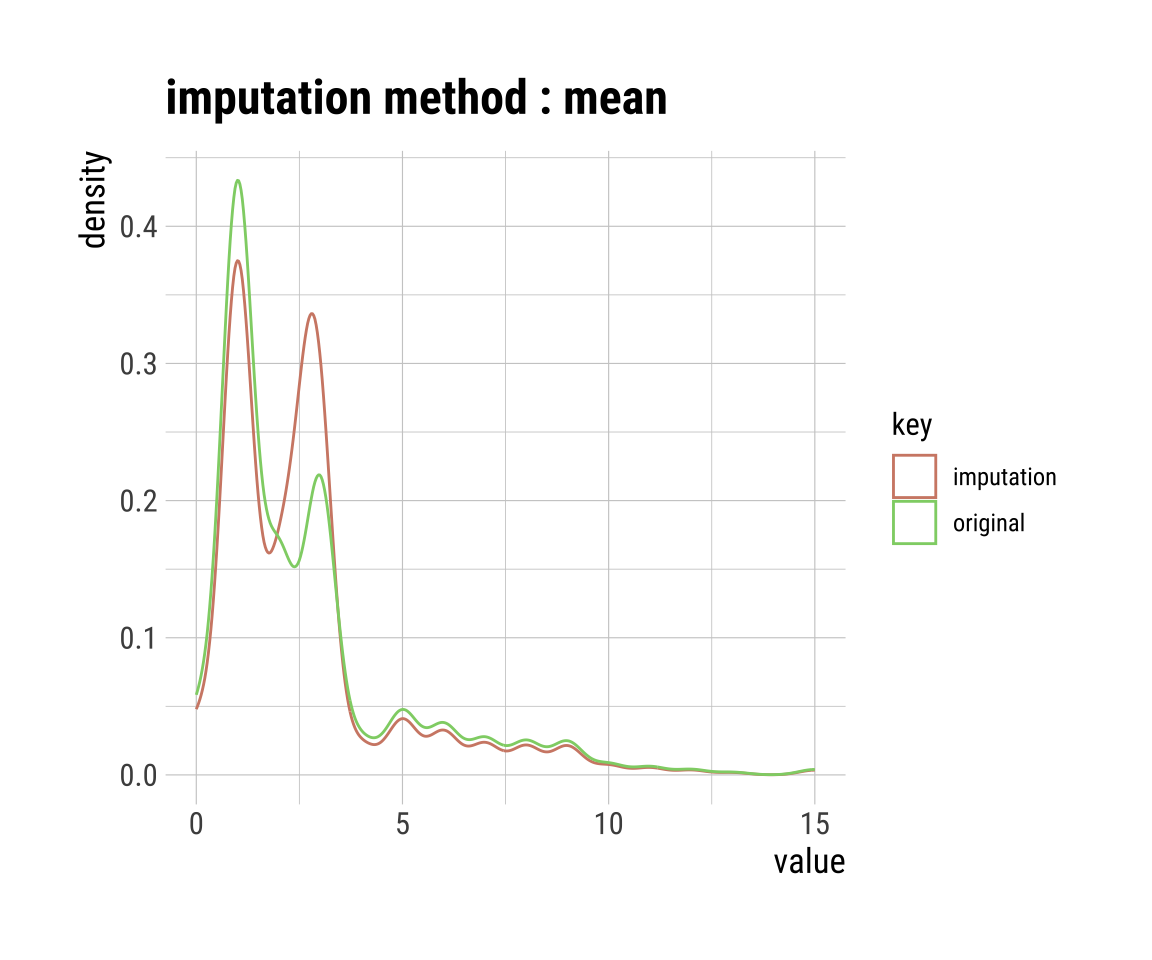 imputation method : mean
density
0.4
0.3
0.2
0.1
0.0
0 5 10 15
value
key
imputation
original